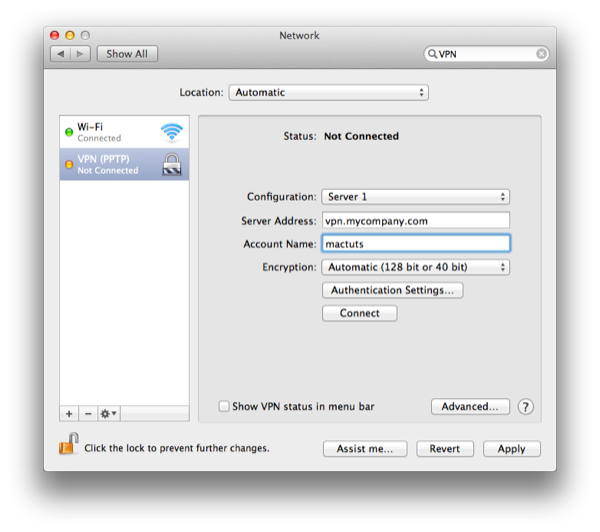 Network
Show All
VPN
Location: Automatic
Wi-Fi
Connected
VPN (PPTP)
Not Connected
Status: Not Connected
Configuration: Server 1
Server Address: vpn.mycompany.com
Account Name: mactuts
Encryption: Automatic (128 bit or 40 bit)
Authentication Settings...
Connect
Show VPN status in menu bar
Advanced...
?
+ −
Click the lock to prevent further changes.
Assist me...
Revert
Apply